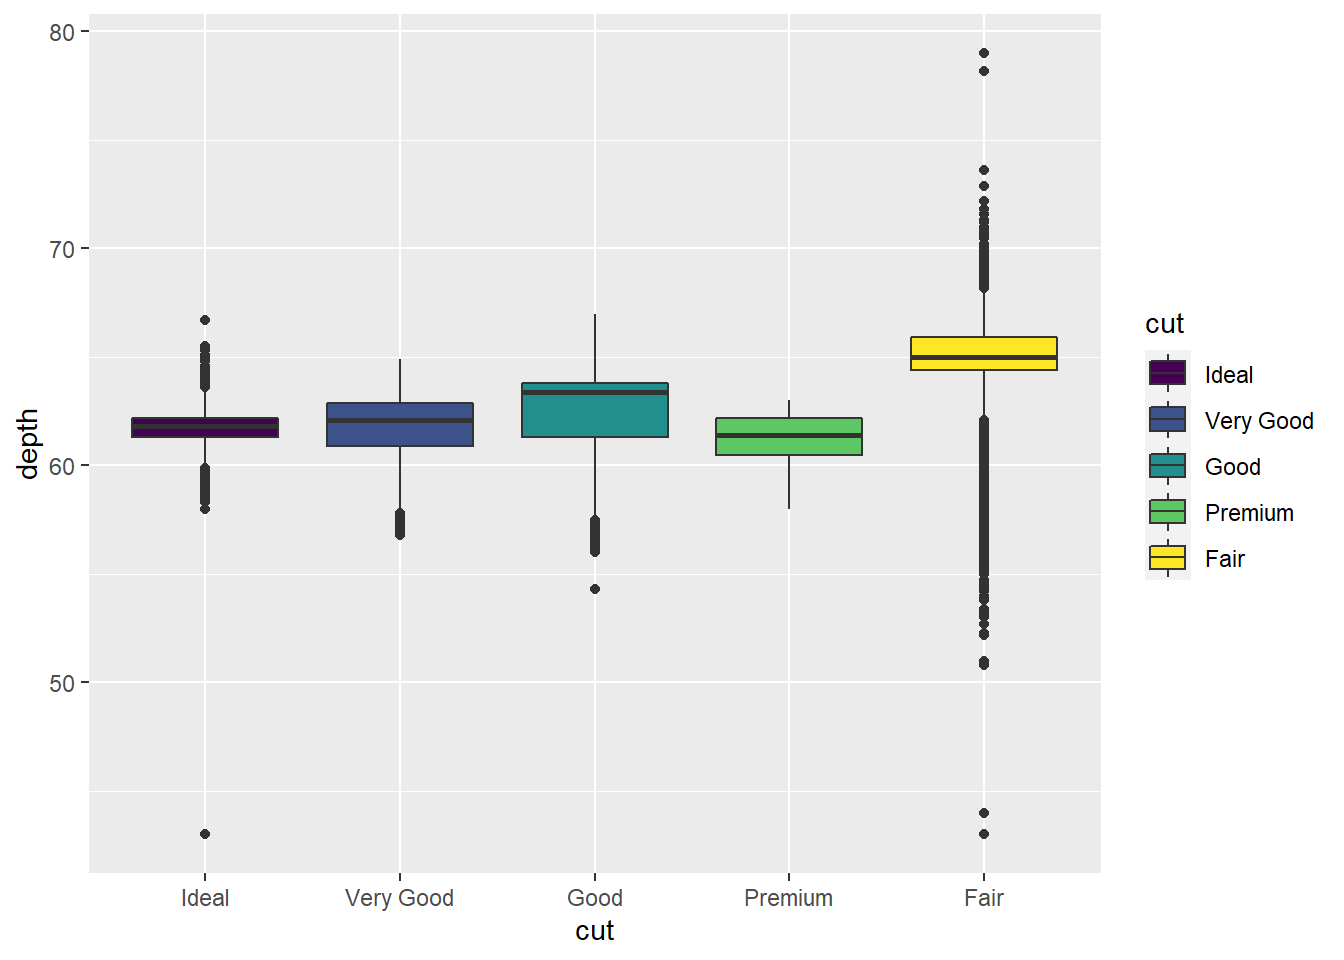 80
70
60
50
depth
Ideal
Very Good
Good
Premium
Fair
cut
cut
Ideal
Very Good
Good
Premium
Fair